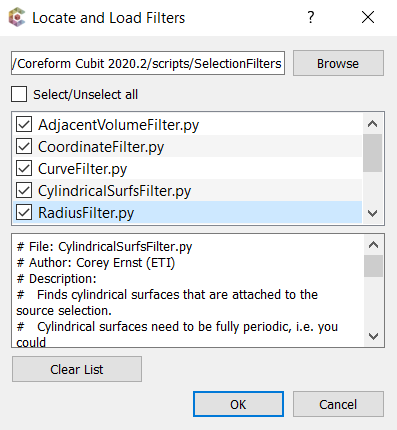 Locate and Load Filters
? 
/Coreform Cubit 2020.2/scripts/SelectionFilters Browse
Select/Unselect all
AdjacentVolumeFilter.py
CoordinateFilter.py
CurveFilter.py
CylindricalSurfsFilter.py
RadiusFilter.py
# File: CylindricalSurfsFilter.py
# Author: Corey Ernst (ETI)
# Description:
# Finds cylindrical surfaces that are attached to the
source selection.
# Cylindrical surfaces need to be fully periodic, i.e. you
could
Clear List
OK Cancel